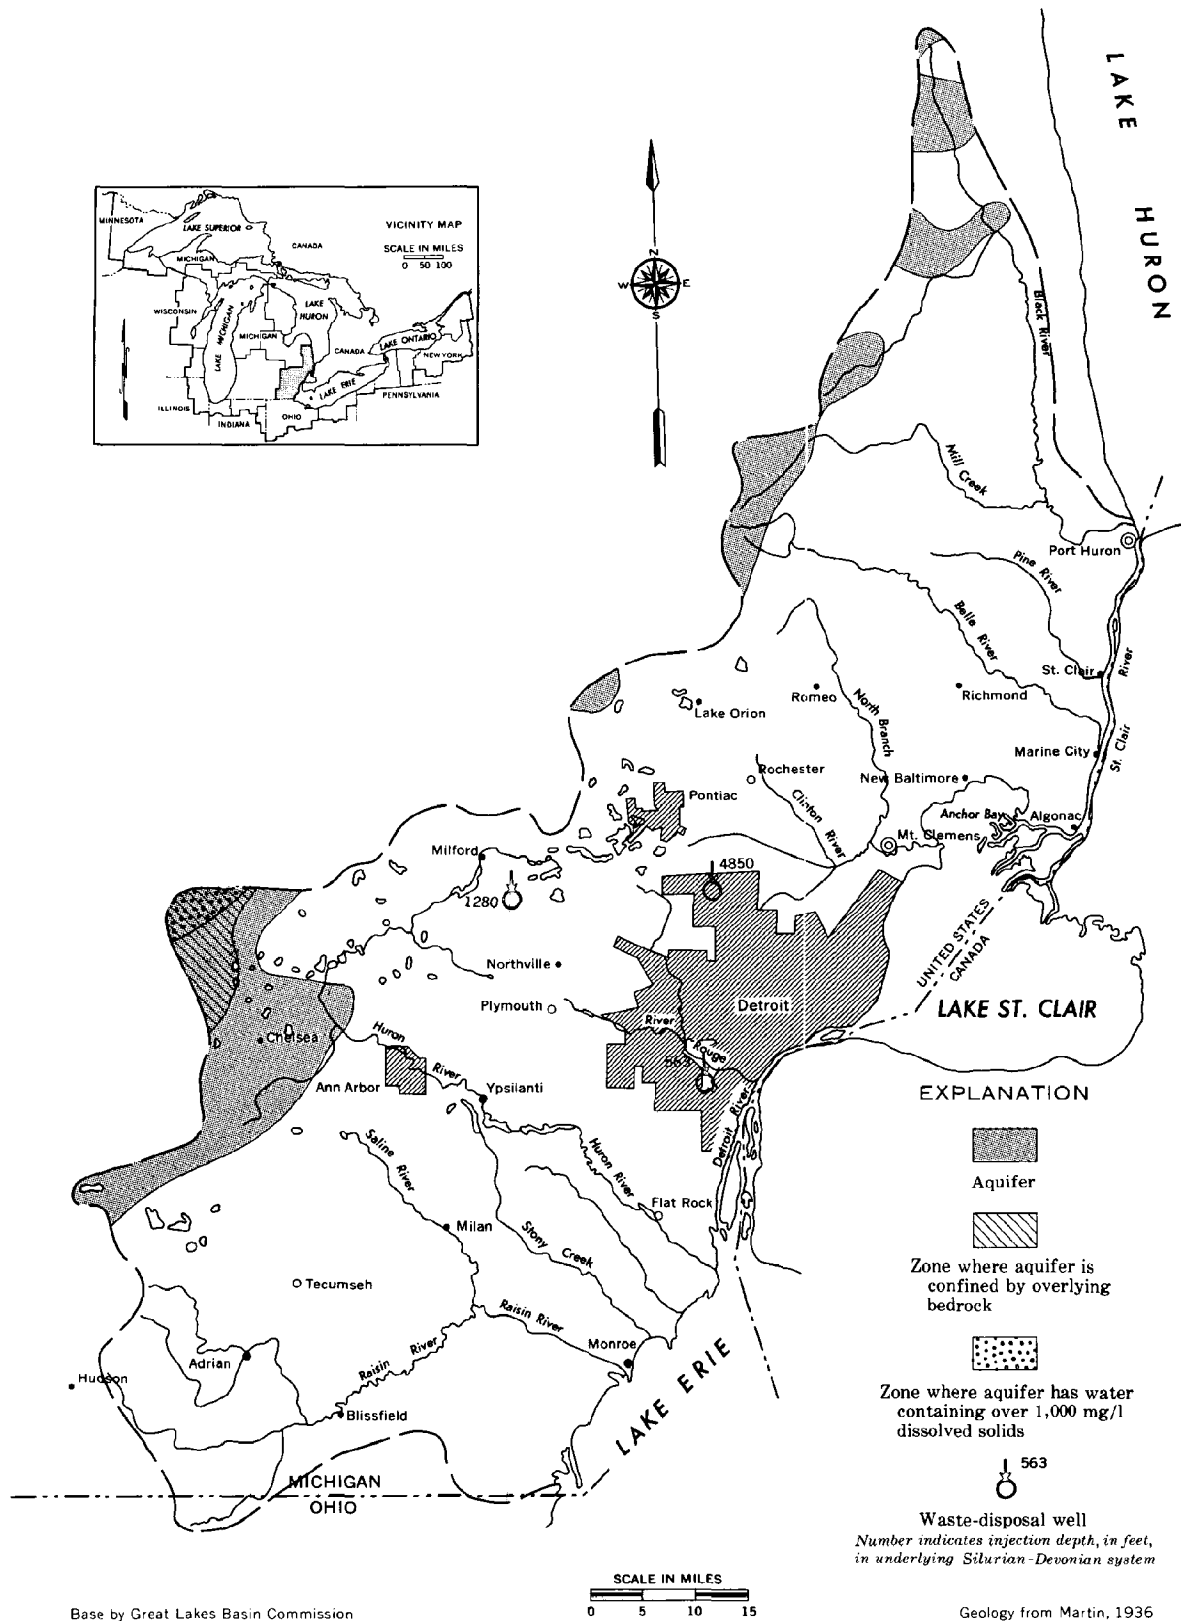 LAKE
HURON
MINNESOTA
LAKE SUPERIOR
VICINITY MAP
SCALE IN MILES
0 50 100
CANADA
MICHIGAN
WISCONSIN
LAKE MICHIGAN
LAKE
HURON
MICHIGAN
CANADA
LAKE ONTARIO
NEW YORK
LAKE ERIE
PENNSYLVANIA
ILLINOIS
INDIANA
OHIO
N
W E
S
Black River
Mill Creek
Port Huron
Pine River
Belle River
St. Clair
River
St. Clair
Romeo
Richmond
Lake Orion
North Branch
Marine City
Rochester
New Baltimore
Pontiac
Clinton River
Anchor Bay
Algonac
Mt. Clemens
Milford
4850
1280
UNITED STATES
CANADA
Northville
Plymouth
Detroit
LAKE ST. CLAIR
River Rouge
563
Chelsea
Huron River
Ann Arbor
Ypsilanti
Detroit River
Saline River
Huron River
Flat Rock
Milan
Stony Creek
Tecumseh
Raisin River
Monroe
Adrian
Raisin River
Hudson
Blissfield
LAKE ERIE
MICHIGAN
OHIO
EXPLANATION
Aquifer
Zone where aquifer is
confined by overlying
bedrock
Zone where aquifer has water
containing over 1,000 mg/l
dissolved solids
563
Waste-disposal well
Number indicates injection depth, in feet,
in underlying Silurian-Devonian system
SCALE IN MILES
0 5 10 15
Base by Great Lakes Basin Commission
Geology from Martin, 1936